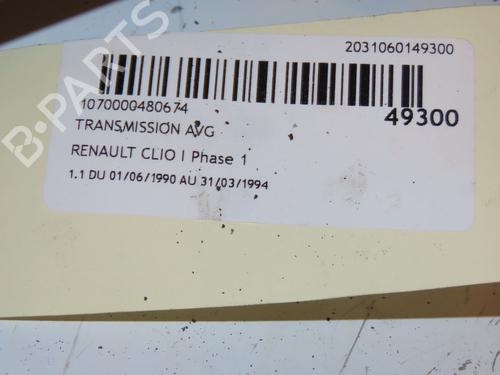 2031060149300
1070000480674
49300
TRANSMISSION AVG
RENAULT CLIO I Phase 1
1.1 DU 01/06/1990 AU 31/03/1994
B-PARTS